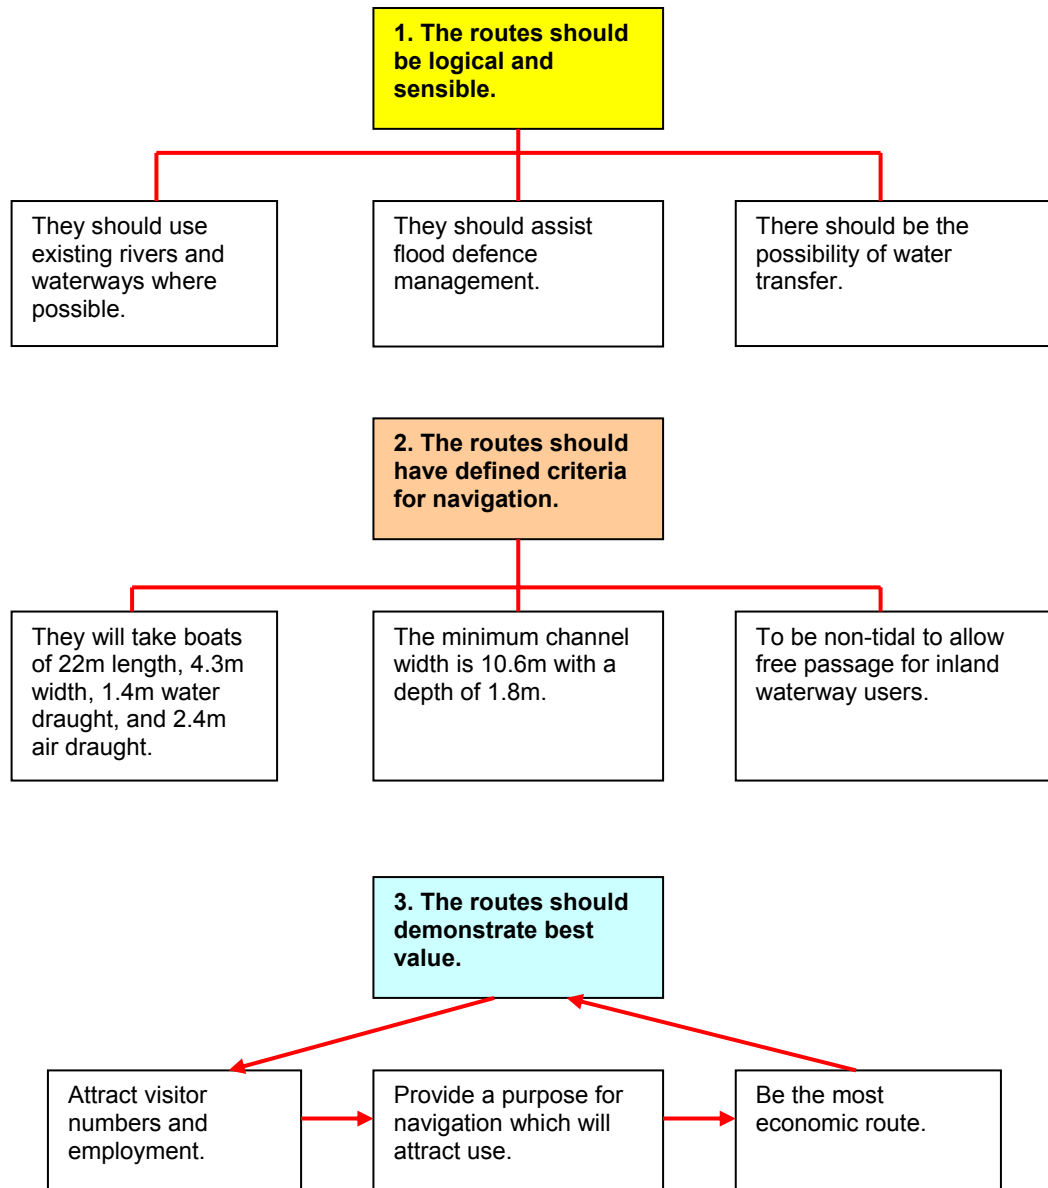 1. The routes should
be logical and
sensible.
They should use
existing rivers and
waterways where
possible.
They should assist
flood defence
management.
There should be the
possibility of water
transfer.
2. The routes should
have defined criteria
for navigation.
They will take boats
of 22m length, 4.3m
width, 1.4m water
draught, and 2.4m
air draught.
The minimum channel
width is 10.6m with a
depth of 1.8m.
To be non-tidal to allow
free passage for inland
waterway users.
3. The routes should
demonstrate best
value.
Attract visitor
numbers and
employment.
Provide a purpose for
navigation which will
attract use.
Be the most
economic route.